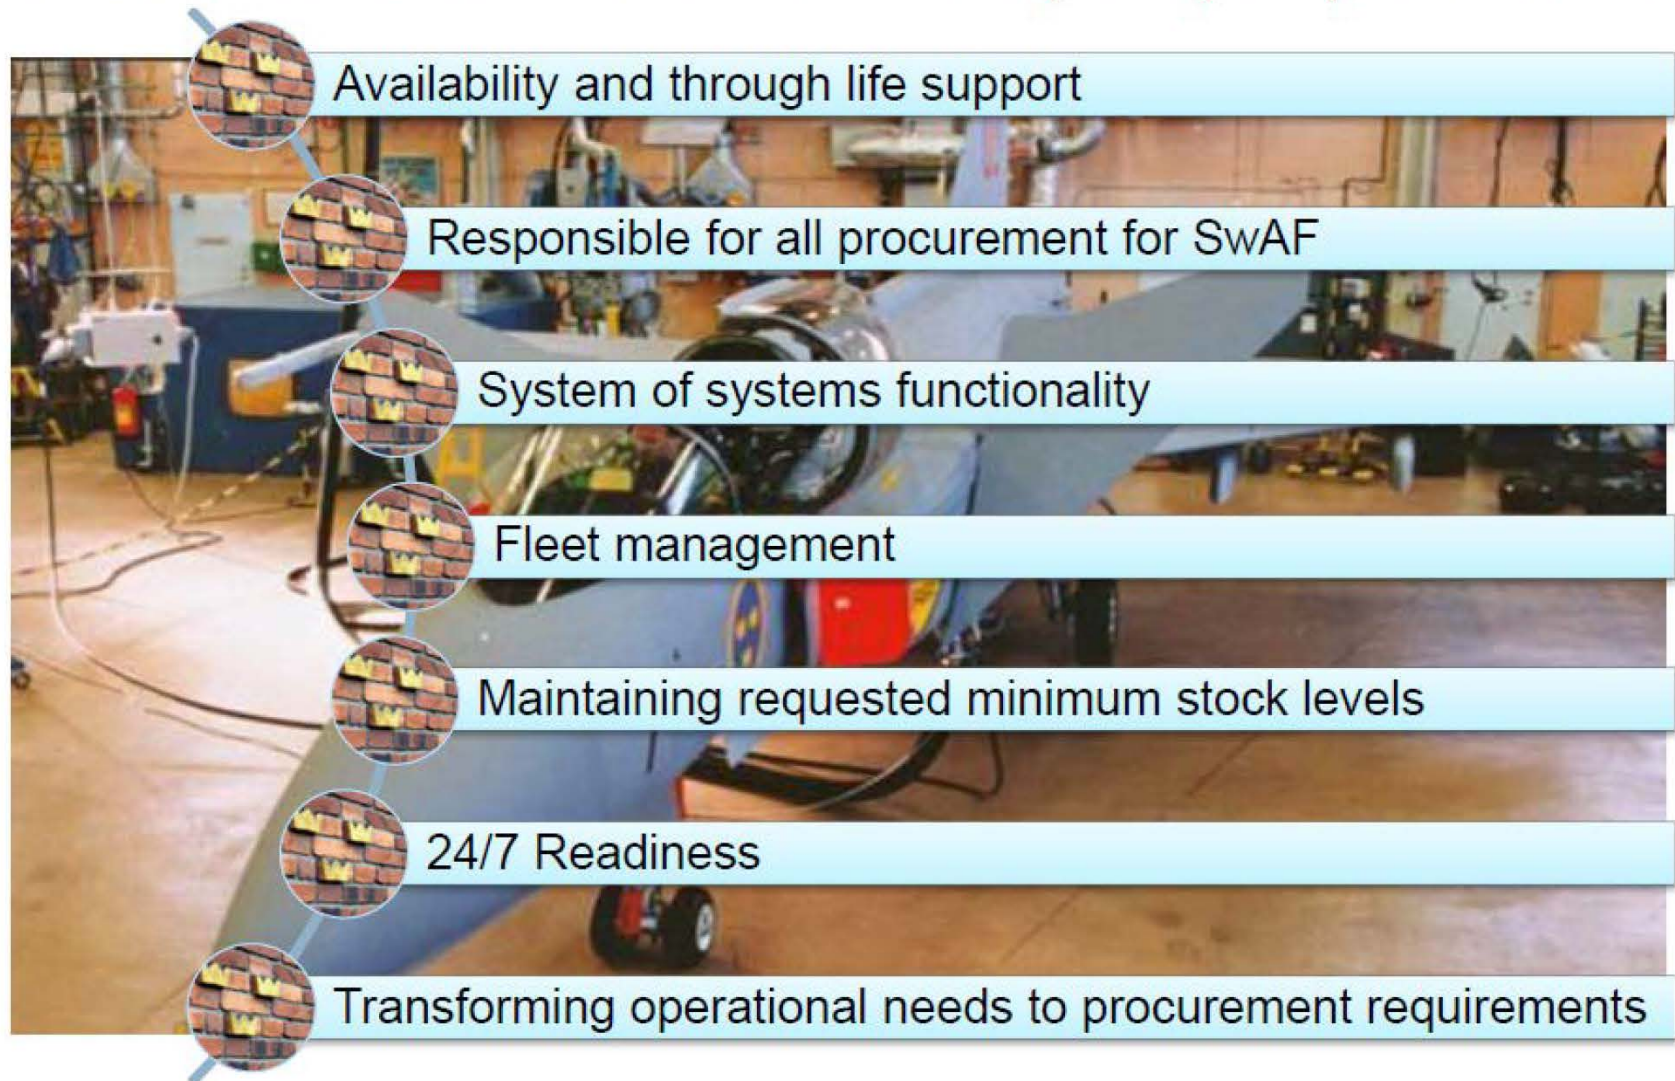 Availability and through life support
Responsible for all procurement for SwAF
System of systems functionality
Fleet management
Maintaining requested minimum stock levels
24/7 Readiness
Transforming operational needs to procurement requirements